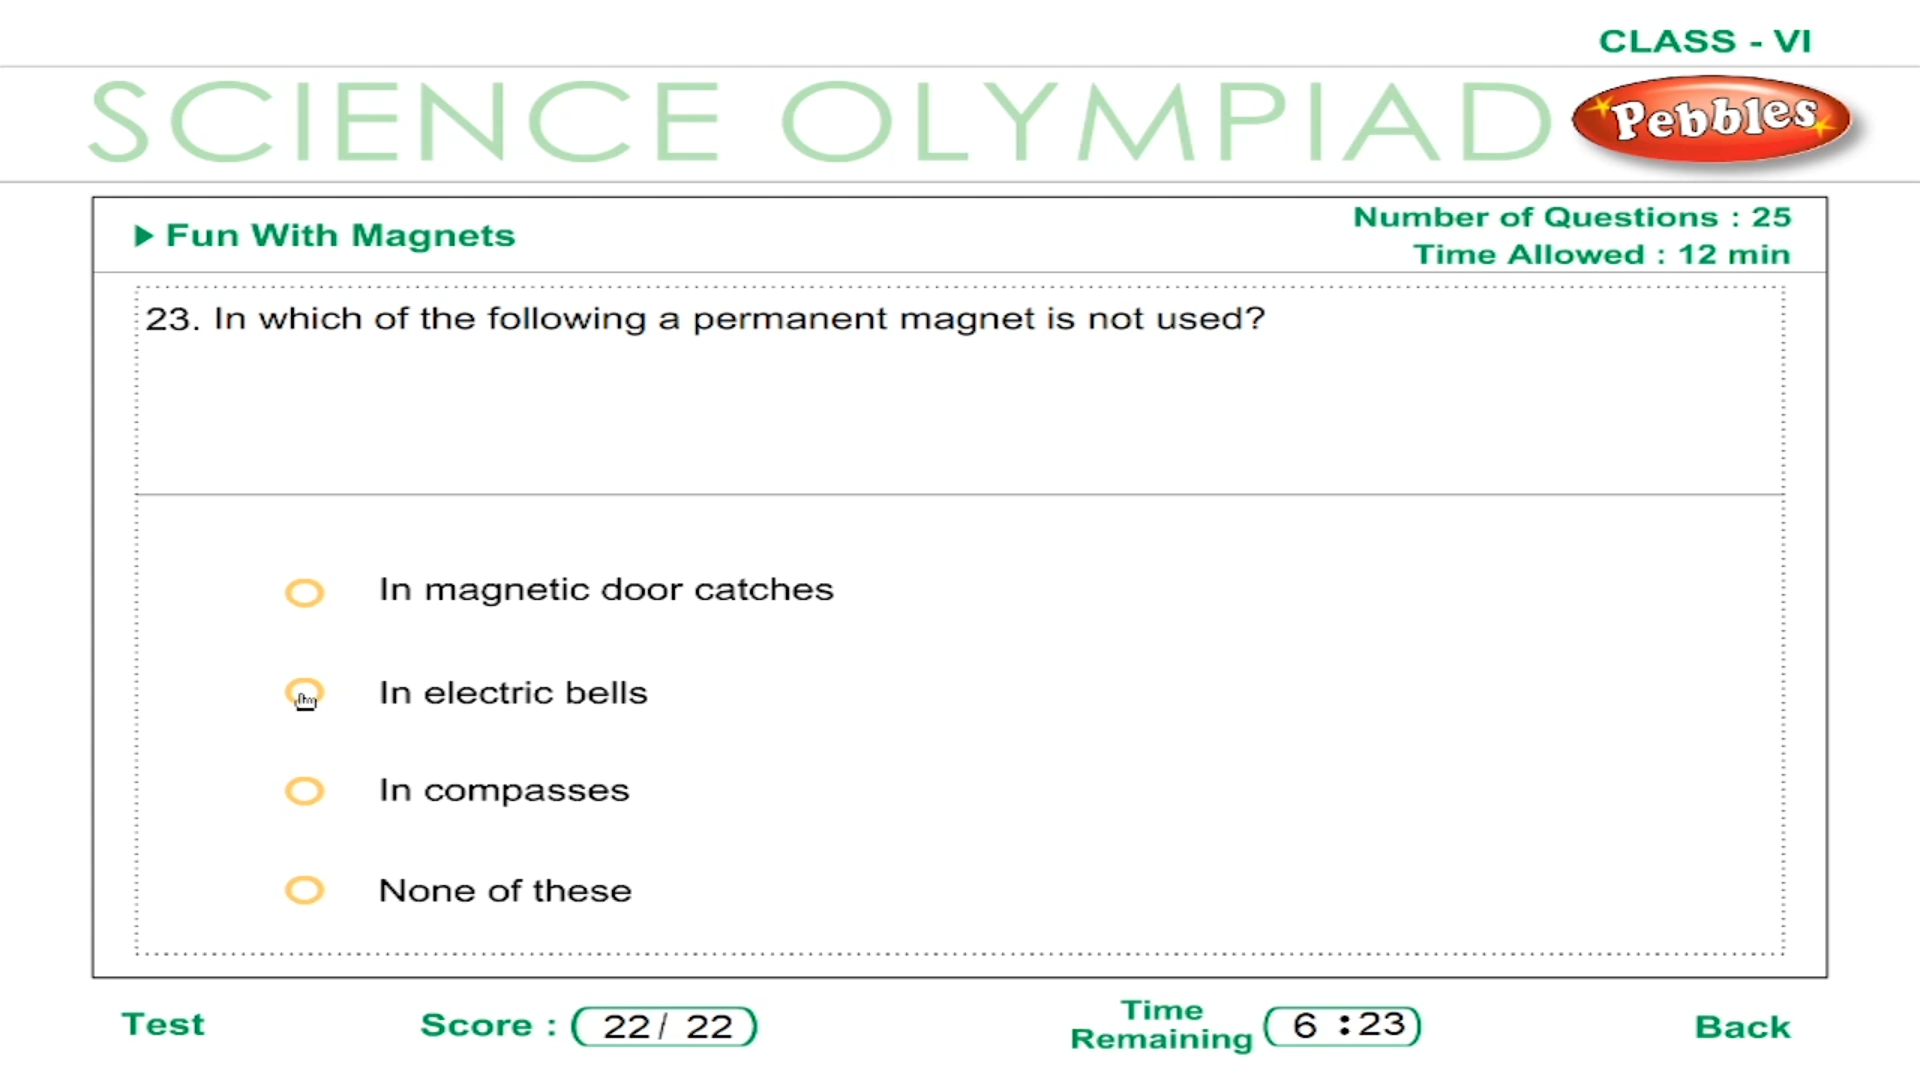 CLASS - VI
SCIENCE OLYMPIAD
Pebbles
Fun With Magnets
Number of Questions : 25
Time Allowed : 12 min
23. In which of the following a permanent magnet is not used?
In magnetic door catches
In electric bells
In compasses
None of these
Test
Score : 22/ 22
Time
Remaining 6 :23
Back